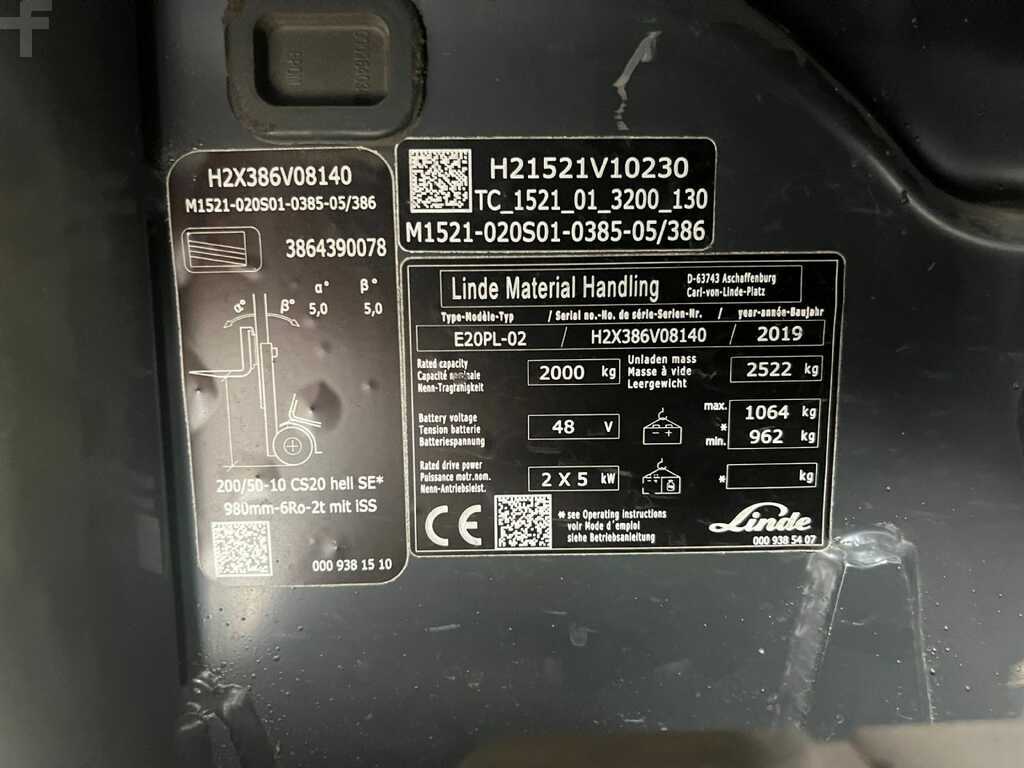 H2X386V08140
M1521-020S01-0385-05/386
3864390078
α° β°
α° β° 5,0 5,0
200/50-10 CS20 hell SE*
980mm-6Ro-2t mit iSS
000 938 15 10
H21521V10230
TC_1521_01_3200_130
M1521-020S01-0385-05/386
Linde Material Handling
D-63743 Aschaffenburg
Carl-von-Linde-Platz
Type-Modèle-Typ / Serial no.-No. de série-Serien-Nr. / year-annón-Baujahr
E20PL-02 / H2X386V08140 / 2019
Rated capacity
Capacité nominale
Nenn-Tragfähigkeit
2000 kg
Unladen mass
Masse à vide
Leergewicht
2522 kg
Battery voltage
Tension batterie
Batteriespannung
48 V
max. 1064 kg
*
min. 962 kg
Rated drive power
Puissance motr.nom.
Nenn-Antriebsleist.
2 X 5 kW
* kg
CE
* see Operating instructions
voir Mode d´emploi
siehe Betriebsanleitung
Linde
000 938 54 07